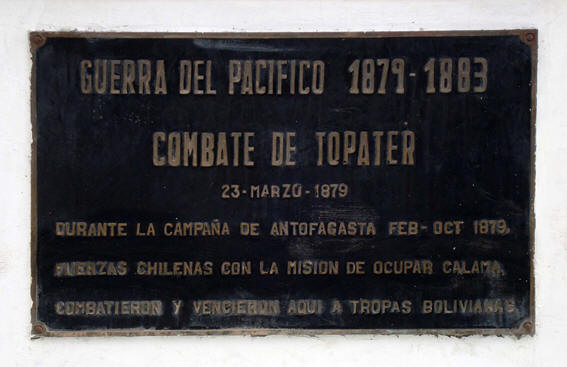 GUERRA DEL PACIFICO 1879-1883
COMBATE DE TOPATER
23-MARZO-1879
DURANTE LA CAMPAÑA DE ANTOFAGASTA FEB-OCT 1879,
FUERZAS CHILENAS CON LA MISION DE OCUPAR CALAMA,
COMBATIERON Y VENCIERON AQUI A TROPAS BOLIVIANAS